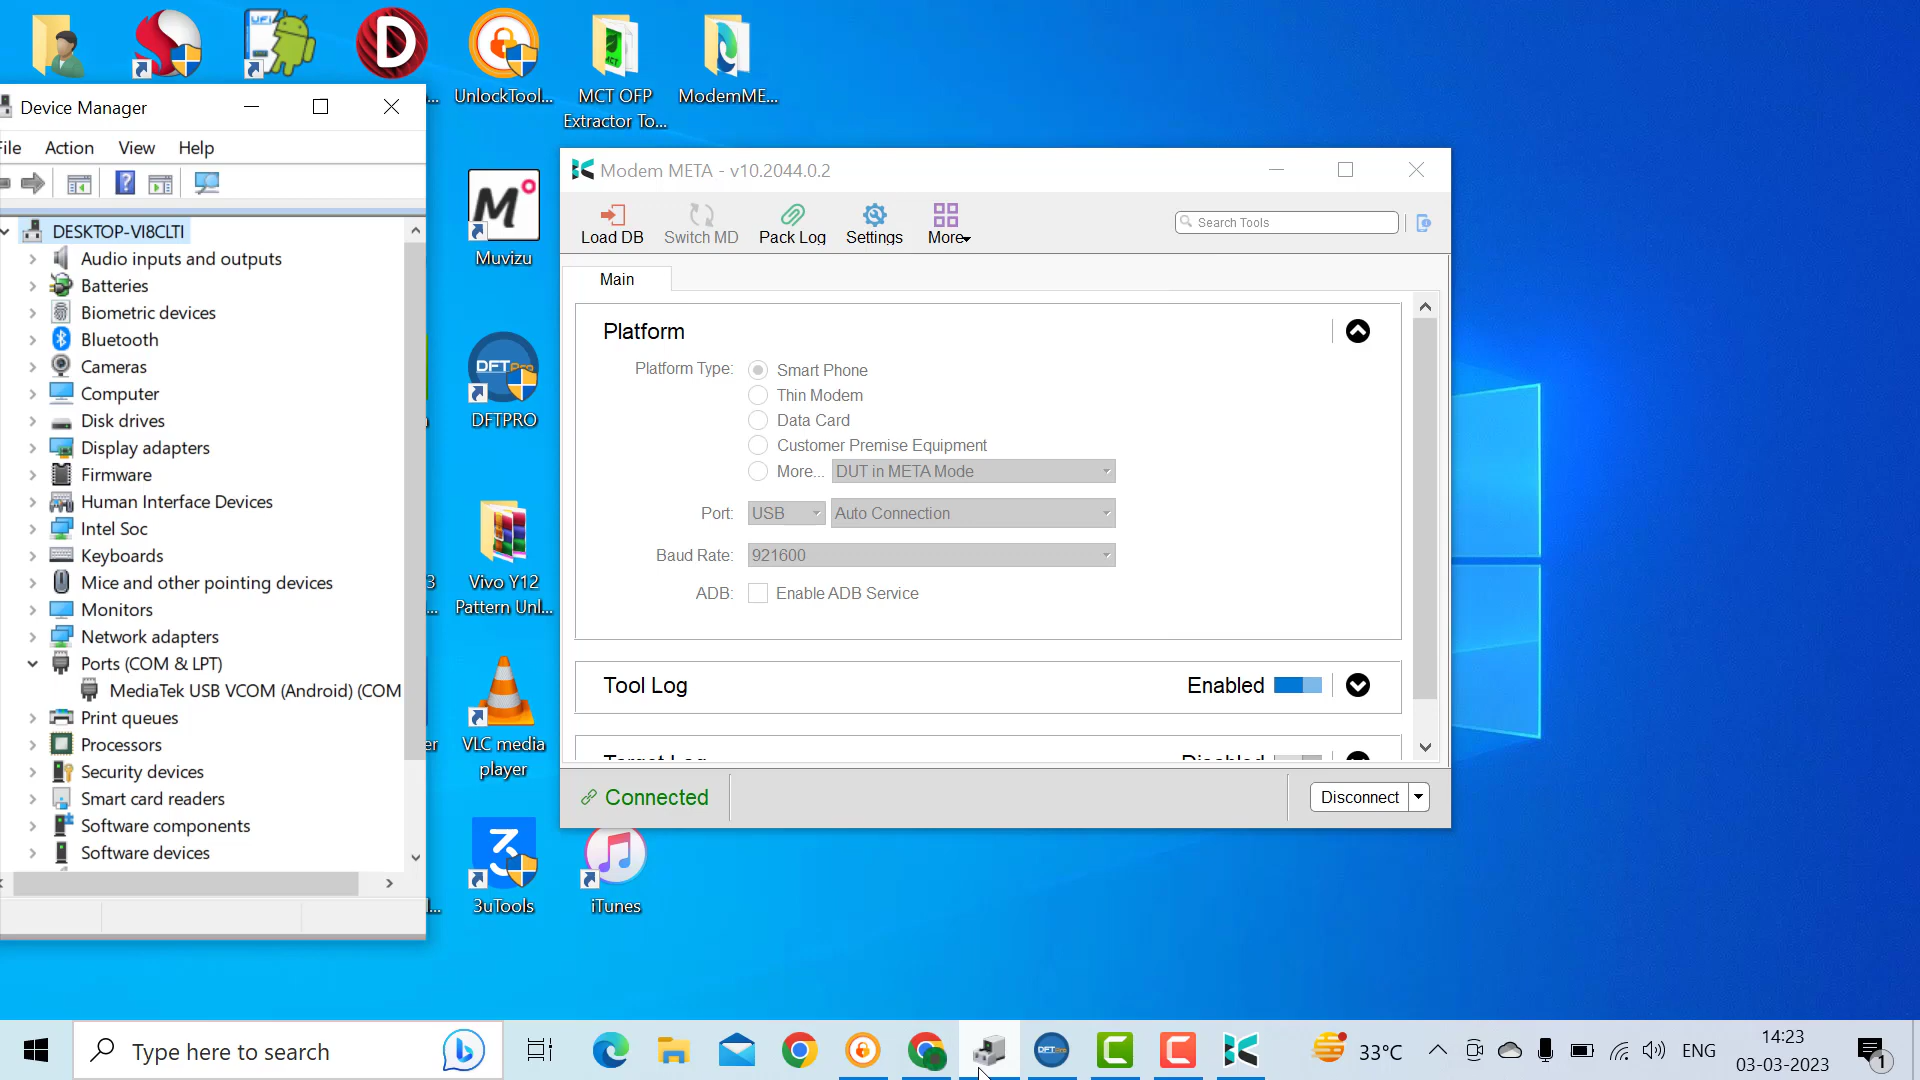 UFi
D
UnlockTool...
MCT OFP
Extractor To...
ModemME...
Device Manager
File
Action
View
Help
DESKTOP-VI8CLTI
Audio inputs and outputs
Batteries
Biometric devices
Bluetooth
Cameras
Computer
Disk drives
Display adapters
Firmware
Human Interface Devices
Intel Soc
Keyboards
Mice and other pointing devices
Monitors
Network adapters
Ports (COM & LPT)
MediaTek USB VCOM (Android) (COM
Print queues
Processors
Security devices
Smart card readers
Software components
Software devices
Muvizu
DFTPRO
Vivo Y12
Pattern Unl...
VLC media
player
3uTools
iTunes
Modem META - v10.2044.0.2
Load DB
Switch MD
Pack Log
Settings
More
Search Tools
Main
Platform
Platform Type:
Smart Phone
Thin Modem
Data Card
Customer Premise Equipment
More...
DUT in META Mode
Port:
USB
Auto Connection
Baud Rate:
921600
ADB:
Enable ADB Service
Tool Log
Enabled
Target Log
Disabled
Connected
Disconnect
Type here to search
33°C
ENG
14:23
03-03-2023
1